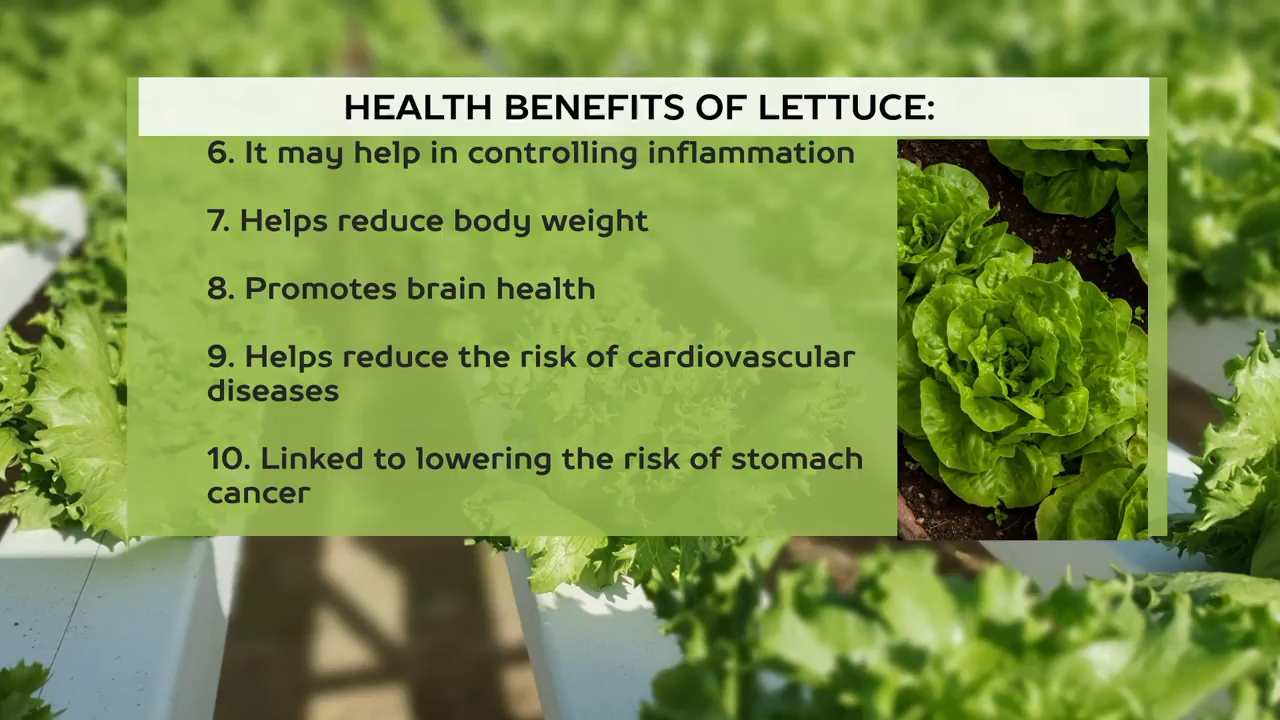 HEALTH BENEFITS OF LETTUCE:
6. It may help in controlling inflammation
7. Helps reduce body weight
8. Promotes brain health
9. Helps reduce the risk of cardiovascular
diseases
10. Linked to lowering the risk of stomach
cancer